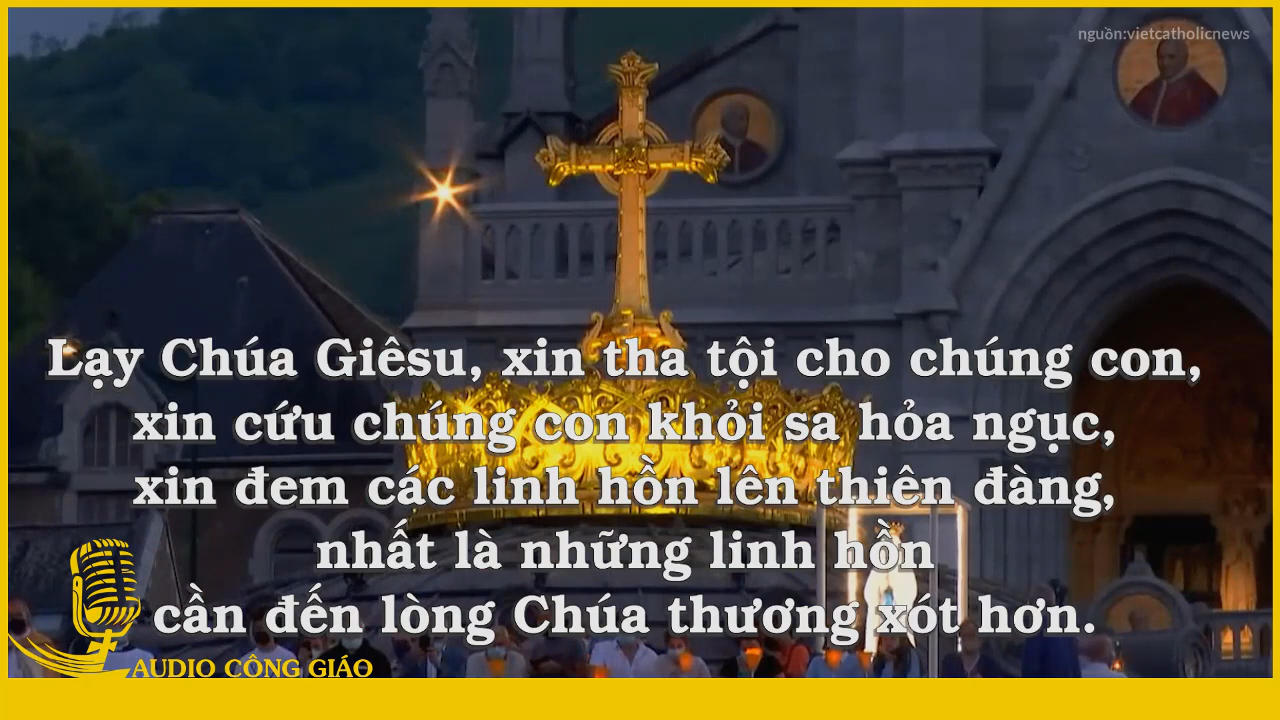 nguồn:vietcatholicnews
Lạy Chúa Giêsu, xin tha tội cho chúng con,
xin cứu chúng con khỏi sa hỏa ngục,
xin đem các linh hồn lên thiên đàng,
nhất là những linh hồn
cần đến lòng Chúa thương xót hơn.
AUDIO CÔNG GIÁO